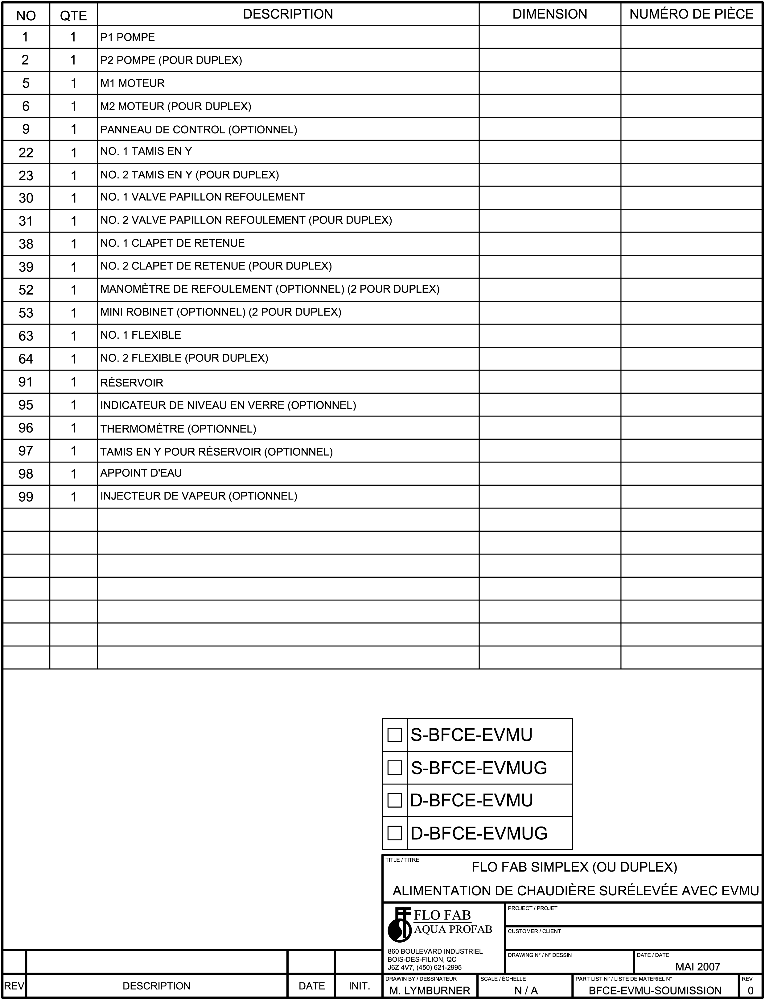 NO QTE DESCRIPTION DIMENSION NUMÉRO DE PIÈCE
1 1 P1 POMPE
2 1 P2 POMPE (POUR DUPLEX)
5 1 M1 MOTEUR
6 1 M2 MOTEUR (POUR DUPLEX)
9 1 PANNEAU DE CONTROL (OPTIONNEL)
22 1 NO. 1 TAMIS EN Y
23 1 NO. 2 TAMIS EN Y (POUR DUPLEX)
30 1 NO. 1 VALVE PAPILLON REFOULEMENT
31 1 NO. 2 VALVE PAPILLON REFOULEMENT (POUR DUPLEX)
38 1 NO. 1 CLAPET DE RETENUE
39 1 NO. 2 CLAPET DE RETENUE (POUR DUPLEX)
52 1 MANOMÈTRE DE REFOULEMENT (OPTIONNEL) (2 POUR DUPLEX)
53 1 MINI ROBINET (OPTIONNEL) (2 POUR DUPLEX)
63 1 NO. 1 FLEXIBLE
64 1 NO. 2 FLEXIBLE (POUR DUPLEX)
91 1 RÉSERVOIR
95 1 INDICATEUR DE NIVEAU EN VERRE (OPTIONNEL)
96 1 THERMOMÈTRE (OPTIONNEL)
97 1 TAMIS EN Y POUR RÉSERVOIR (OPTIONNEL)
98 1 APPOINT D'EAU
99 1 INJECTEUR DE VAPEUR (OPTIONNEL)
S-BFCE-EVMU
S-BFCE-EVMUG
D-BFCE-EVMU
D-BFCE-EVMUG
TITLE / TITRE
FLO FAB SIMPLEX (OU DUPLEX)
ALIMENTATION DE CHAUDIÈRE SURÉLEVÉE AVEC EVMU
FLO FAB
AQUA PROFAB
860 BOULEVARD INDUSTRIEL
BOIS-DES-FILION, QC
J6Z 4V7, (450) 621-2995
PROJECT / PROJET
CUSTOMER / CLIENT
DRAWING N° / N° DESSIN
DATE / DATE
MAI 2007
REV DESCRIPTION DATE INIT.
DRAWIN BY / DESSINATEUR
M. LYMBURNER
SCALE / ÉCHELLE
N / A
PART LIST N° / LISTE DE MATERIEL N°
BFCE-EVMU-SOUMISSION
REV
0